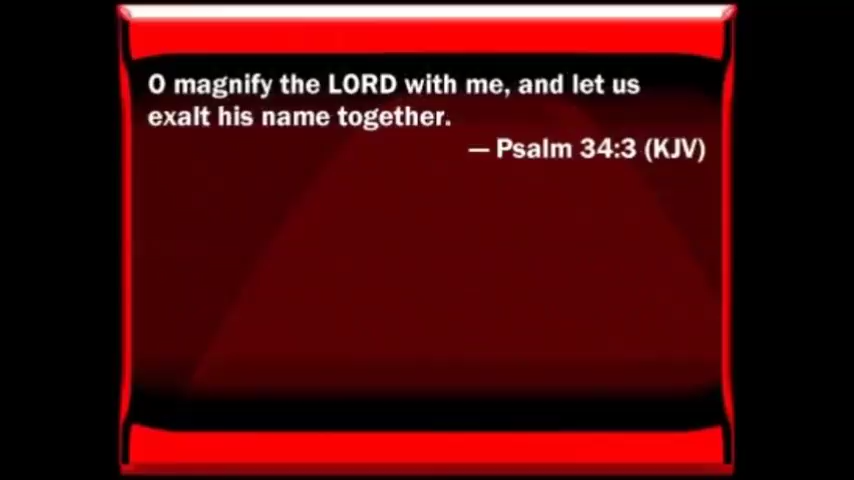 O magnify the LORD with me, and let us
exalt his name together.
— Psalm 34:3 (KJV)